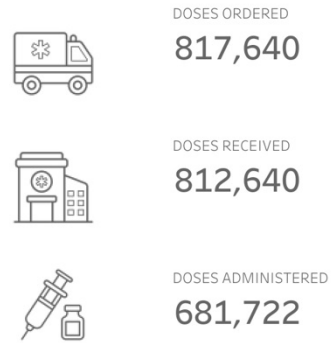 DOSES ORDERED
817,640
DOSES RECEIVED
812,640
DOSES ADMINISTERED
681,722